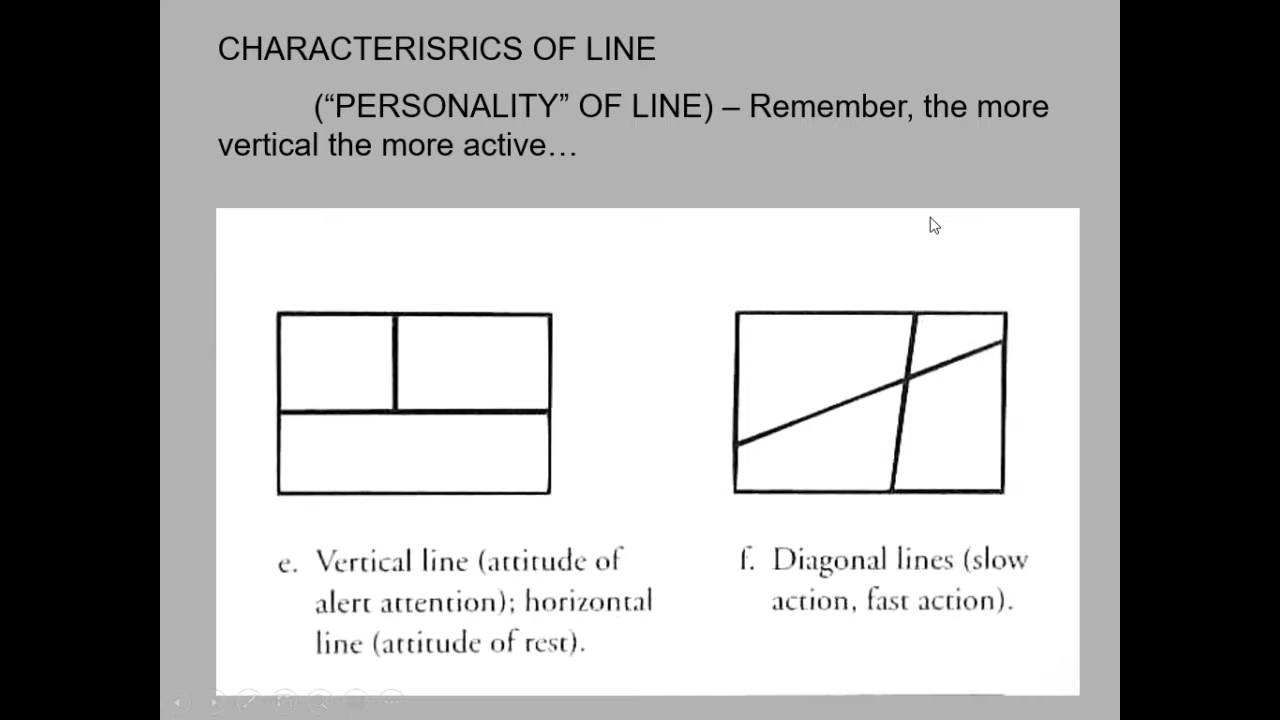 CHARACTERISRICS OF LINE
(“PERSONALITY” OF LINE) – Remember, the more
vertical the more active…
e. Vertical line (attitude of
alert attention); horizontal
line (attitude of rest).
f. Diagonal lines (slow
action, fast action).